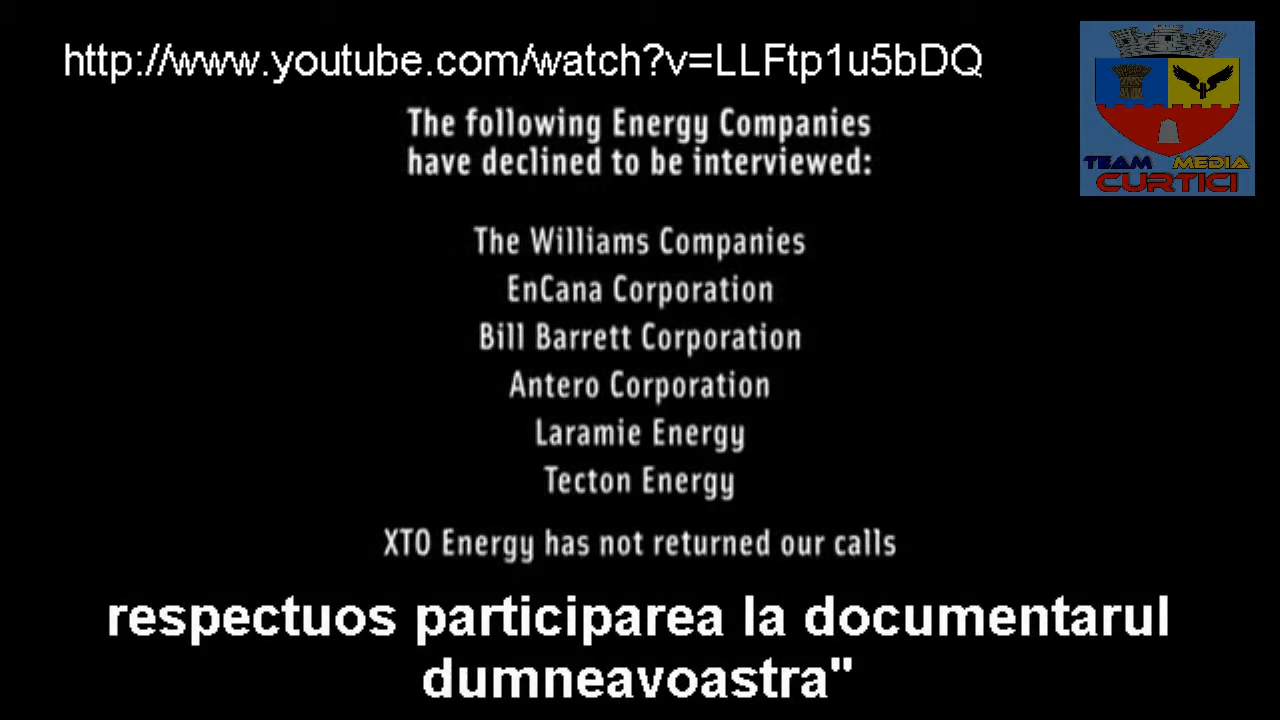 http://www.youtube.com/watch?v=LLFtp1u5bDQ
TEAM MEDIA
CURTICI
The following Energy Companies
have declined to be interviewed:
The Williams Companies
EnCana Corporation
Bill Barrett Corporation
Antero Corporation
Laramie Energy
Tecton Energy
XTO Energy has not returned our calls
respectuos participarea la documentarul
dumneavoastra"